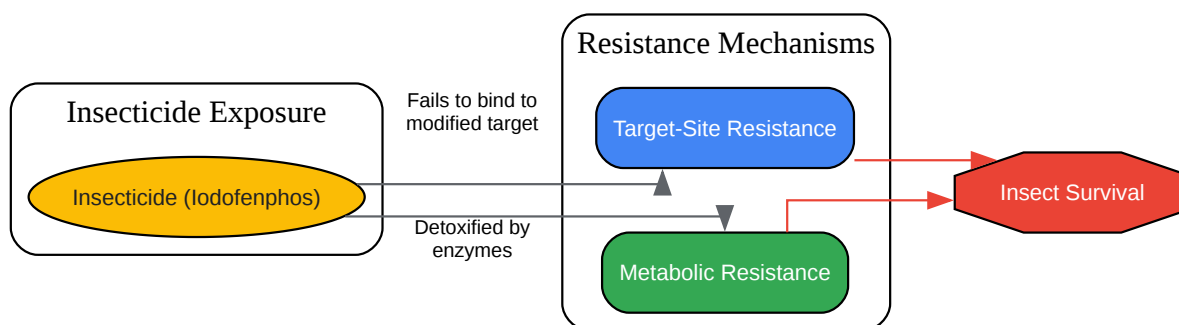 Insecticide Exposure
Insecticide (Iodofenphos)
Fails to bind to
modified target
Detoxified by
enzymes
Resistance Mechanisms
Target-Site Resistance
Metabolic Resistance
Insect Survival